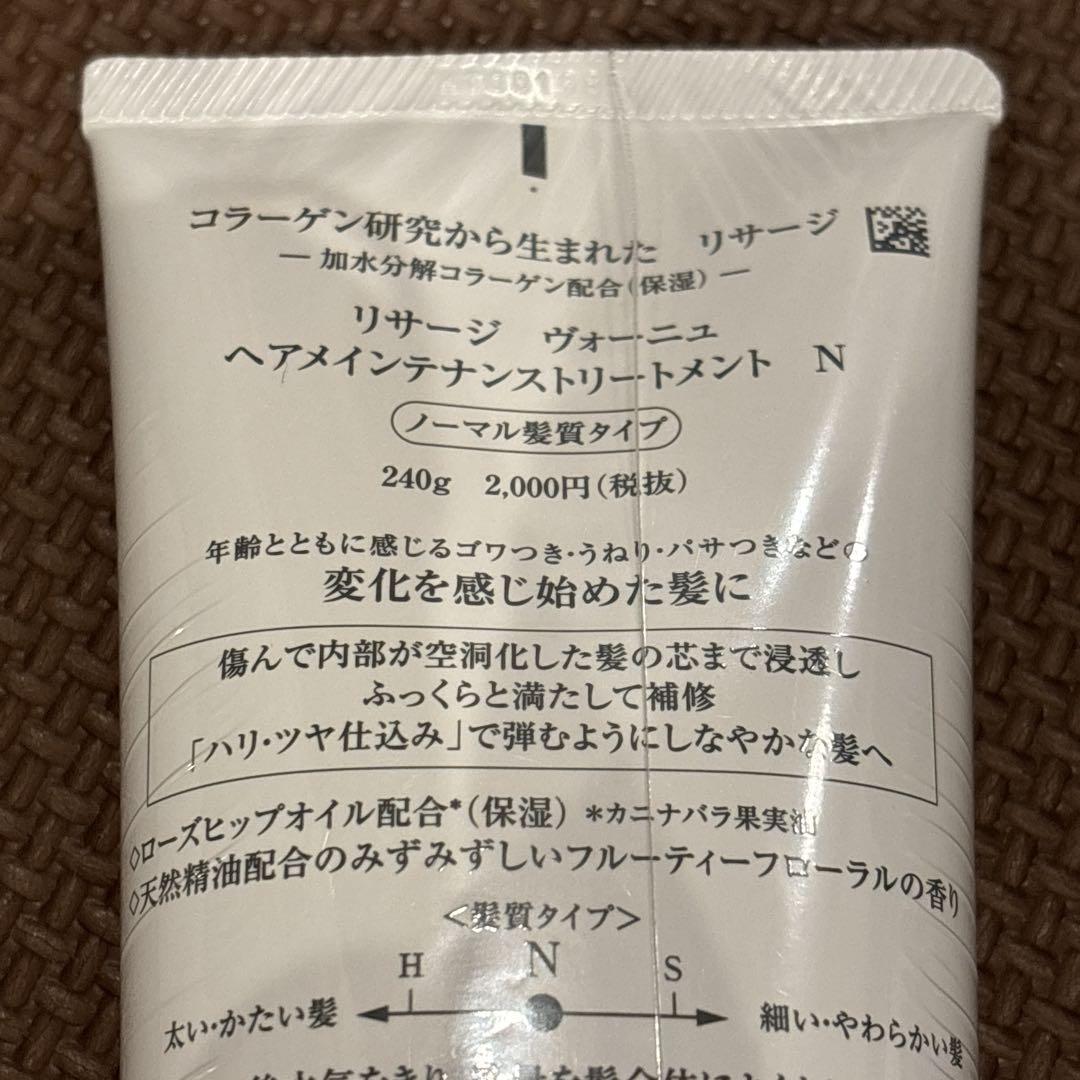 コラーゲン研究から生まれた　リサージ
― 加水分解コラーゲン配合（保湿）―
リサージ　ヴォーニュ
ヘアメインテナンストリートメント　N
ノーマル髪質タイプ
240g　2,000円（税抜）
年齢とともに感じるゴワつき・うねり・パサつきなどの
変化を感じ始めた髪に
傷んで内部が空洞化した髪の芯まで浸透し
ふっくらと満たして補修
「ハリ・ツヤ仕込み」で弾むようにしなやかな髪へ
◇ローズヒップオイル配合*（保湿）　*カニナバラ果実油
◇天然精油配合のみずみずしいフルーティーフローラルの香り
＜髪質タイプ＞
H　N　S
太い・かたい髪　細い・やわらかい髪